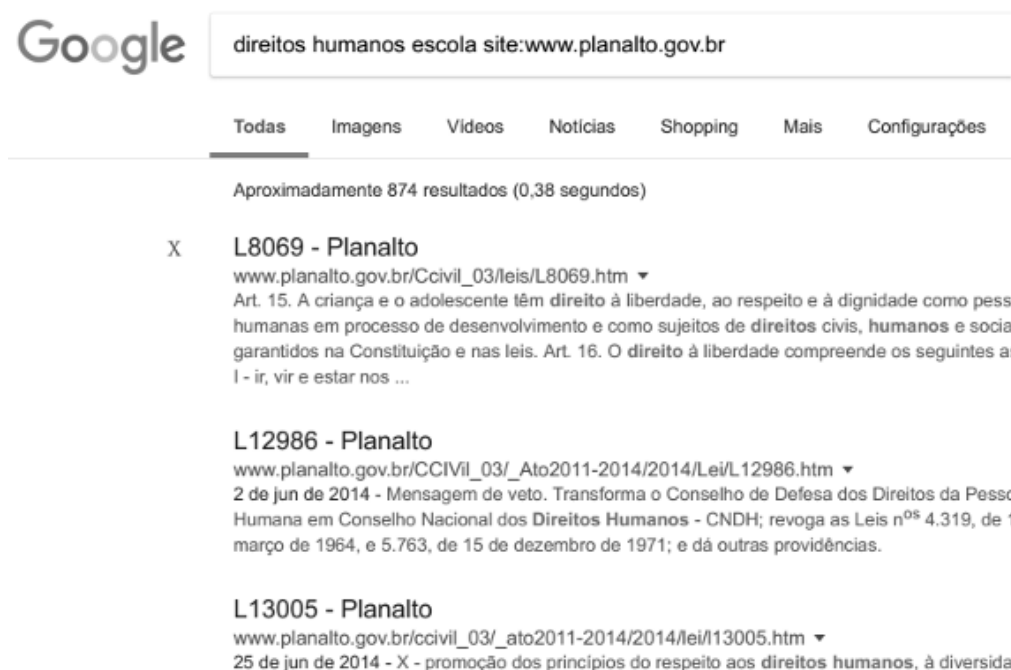 Google
direitos humanos escola site:www.planalto.gov.br
Todas Imagens Vídeos Notícias Shopping Mais Configurações
Aproximadamente 874 resultados (0,38 segundos)
X L8069 - Planalto
www.planalto.gov.br/Ccivil_03/leis/L8069.htm
Art. 15. A criança e o adolescente têm direito à liberdade, ao respeito e à dignidade como pess
humanas em processo de desenvolvimento e como sujeitos de direitos civis, humanos e socia
garantidos na Constituição e nas leis. Art. 16. O direito à liberdade compreende os seguintes a
I - ir, vir e estar nos ...
L12986 - Planalto
www.planalto.gov.br/CCIVil_03/_Ato2011-2014/2014/Lei/L12986.htm
2 de jun de 2014 - Mensagem de veto. Transforma o Conselho de Defesa dos Direitos da Pesso
Humana em Conselho Nacional dos Direitos Humanos - CNDH; revoga as Leis nos 4.319, de 1
março de 1964, e 5.763, de 15 de dezembro de 1971; e dá outras providências.
L13005 - Planalto
www.planalto.gov.br/ccivil_03/_ato2011-2014/2014/lei/l13005.htm
25 de jun de 2014 - X - promoção dos princípios do respeito aos direitos humanos, à diversida